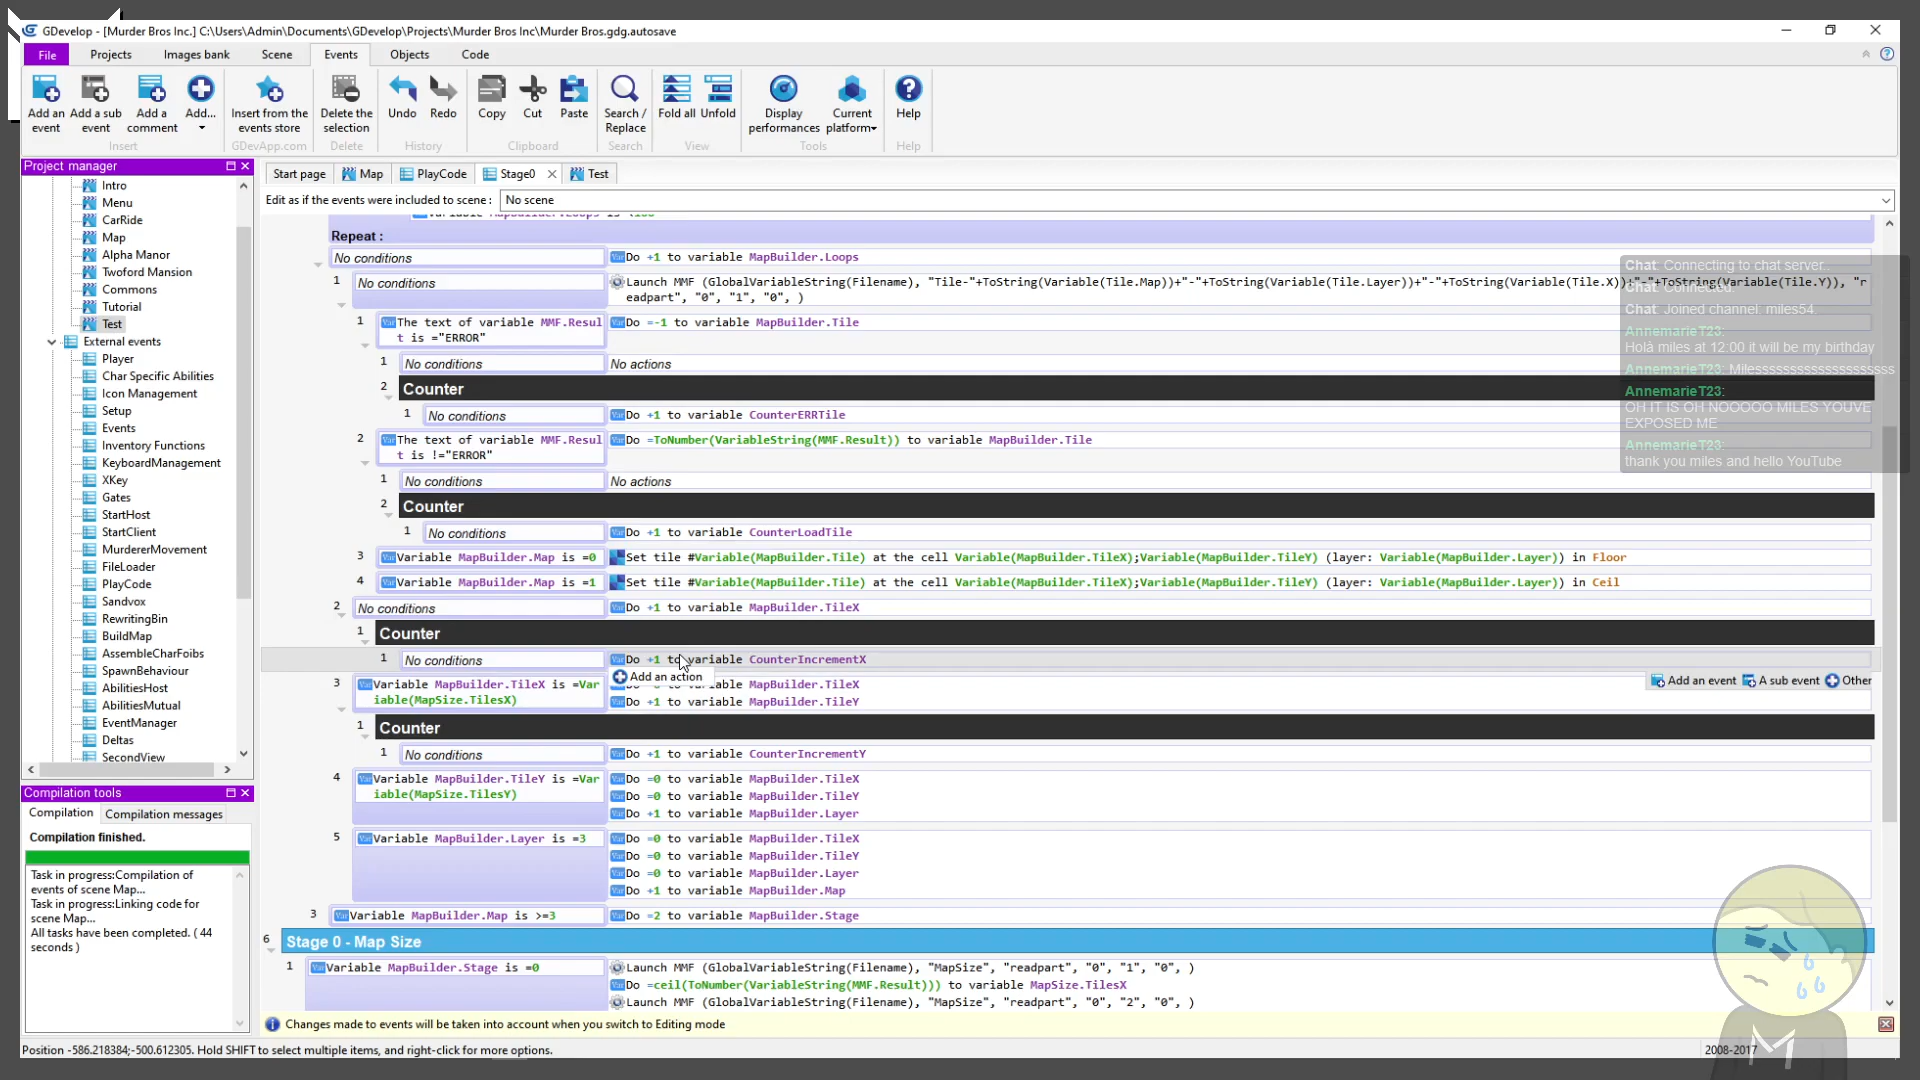 GDevelop - [Murder Bros Inc.] C:\Users\Admin\Documents\GDevelop\Projects\Murder Bros Inc\Murder Bros.gdg.autosave
File Projects Images bank Scene Events Objects Code
Add an event
Add a sub event
Add a comment
Add...
Insert from the events store
Delete the selection
Undo
Redo
Copy
Cut
Paste
Search / Replace
Fold all
Unfold
Display performances
Current platform
Help
Insert GDevApp.com Delete History Clipboard Search View Tools Help
Project manager
Intro
Menu
CarRide
Map
Alpha Manor
Twoford Mansion
Commons
Tutorial
Test
External events
Player
Char Specific Abilities
Icon Management
Setup
Events
Inventory Functions
KeyboardManagement
XKey
Gates
StartHost
StartClient
MurdererMovement
FileLoader
PlayCode
Sandvox
RewritingBin
BuildMap
AssembleCharFoibs
SpawnBehaviour
AbilitiesHost
AbilitiesMutual
EventManager
Deltas
SecondView
Compilation tools
Compilation Compilation messages
Compilation finished.
Task in progress:Compilation of
events of scene Map...
Task in progress:Linking code for
scene Map...
All tasks have been completed. ( 44
seconds )
Start page Map PlayCode Stage0 Test
Edit as if the events were included to scene : No scene
Repeat :
No conditions Do +1 to variable MapBuilder.Loops
1 No conditions Launch MMF (GlobalVariableString(Filename), "Tile-"+ToString(Variable(Tile.Map))+"-"+ToString(Variable(Tile.Layer))+"-"+ToString(Variable(Tile.X))+"-"+ToString(Variable(Tile.Y)), "r
eadpart", "0", "1", "0", )
1 The text of variable MMF.Resul Do =-1 to variable MapBuilder.Tile
t is ="ERROR"
1 No conditions No actions
2 Counter
1 No conditions Do +1 to variable CounterERRTile
2 The text of variable MMF.Resul Do =ToNumber(VariableString(MMF.Result)) to variable MapBuilder.Tile
t is !="ERROR"
1 No conditions No actions
2 Counter
1 No conditions Do +1 to variable CounterLoadTile
3 Variable MapBuilder.Map is =0 Set tile #Variable(MapBuilder.Tile) at the cell Variable(MapBuilder.TileX);Variable(MapBuilder.TileY) (layer: Variable(MapBuilder.Layer)) in Floor
4 Variable MapBuilder.Map is =1 Set tile #Variable(MapBuilder.Tile) at the cell Variable(MapBuilder.TileX);Variable(MapBuilder.TileY) (layer: Variable(MapBuilder.Layer)) in Ceil
2 No conditions Do +1 to variable MapBuilder.TileX
1 Counter
1 No conditions Do +1 to variable CounterIncrementX
Add an action
Add an event A sub event Other
3 Variable MapBuilder.TileX is =Var MapBuilder.TileX
iable(MapSize.TilesX) Do +1 to variable MapBuilder.TileY
1 Counter
1 No conditions Do +1 to variable CounterIncrementY
4 Variable MapBuilder.TileY is =Var Do =0 to variable MapBuilder.TileX
iable(MapSize.TilesY) Do =0 to variable MapBuilder.TileY
Do +1 to variable MapBuilder.Layer
5 Variable MapBuilder.Layer is =3 Do =0 to variable MapBuilder.TileX
Do =0 to variable MapBuilder.TileY
Do =0 to variable MapBuilder.Layer
Do +1 to variable MapBuilder.Map
3 Variable MapBuilder.Map is >=3 Do =2 to variable MapBuilder.Stage
6 Stage 0 - Map Size
1 Variable MapBuilder.Stage is =0 Launch MMF (GlobalVariableString(Filename), "MapSize", "readpart", "0", "1", "0", )
Do =ceil(ToNumber(VariableString(MMF.Result))) to variable MapSize.TilesX
Launch MMF (GlobalVariableString(Filename), "MapSize", "readpart", "0", "2", "0", )
Chat: Connecting to chat server..
Chat: Connected.
Chat: Joined channel: miles54.
AnnemarieT23:
Holá miles at 12:00 it will be my birthday
AnnemarieT23: Milesssssssssssssssssss
AnnemarieT23:
OH IT IS OH NOOOOO MILES YOUVE
EXPOSED ME
AnnemarieT23:
thank you miles and hello YouTube
Changes made to events will be taken into account when you switch to Editing mode
Position -586.218384;-500.612305. Hold SHIFT to select multiple items, and right-click for more options.
2008-2017